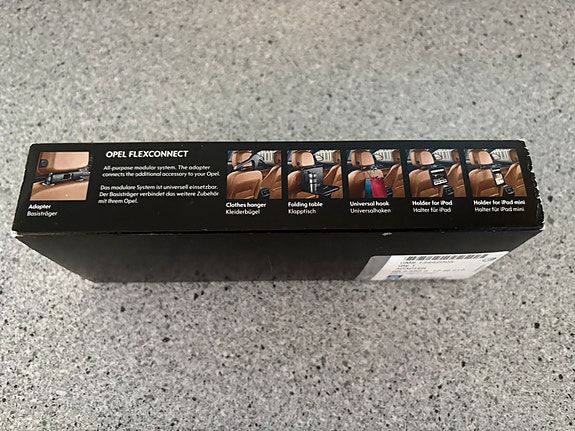 OPEL FLEXCONNECT
All-purpose modular system. The adapter
connects the additional accessory to your Opel.
Das modulare System ist universell einsetzbar.
Der Basisträger verbindet das weitere Zubehör
mit Ihrem Opel.
Adapter
Basisträger
Clothes hanger
Kleiderbügel
Folding table
Klapptisch
Universal hook
Universalhaken
Holder for iPad
Halter für iPad
Holder for iPad mini
Halter für iPad mini